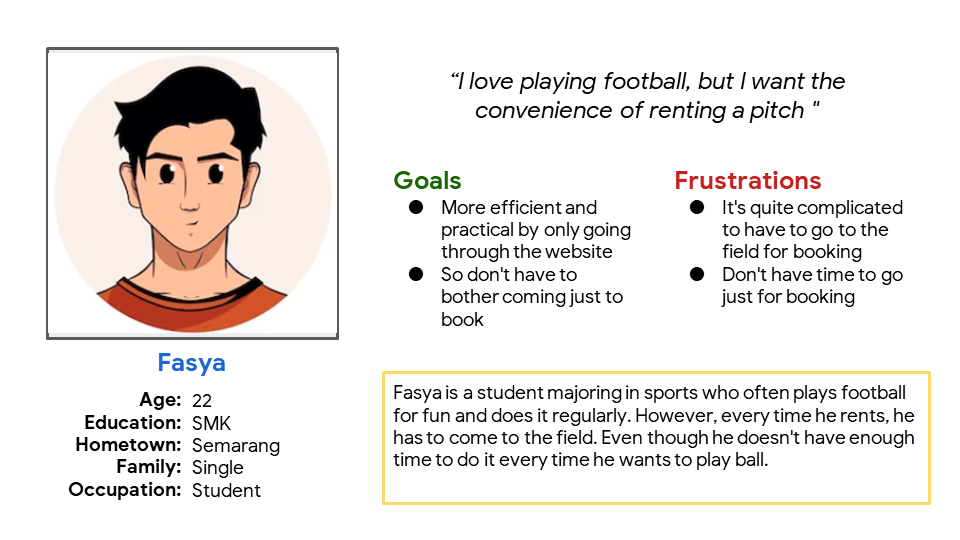 “I love playing football, but I want the
convenience of renting a pitch "
Goals
● More efficient and
practical by only going
through the website
● So don't have to
bother coming just to
book
Frustrations
● It's quite complicated
to have to go to the
field for booking
● Don't have time to go
just for booking
Fasya
Age: 22
Education: SMK
Hometown: Semarang
Family: Single
Occupation: Student
Fasya is a student majoring in sports who often plays football
for fun and does it regularly. However, every time he rents, he
has to come to the field. Even though he doesn't have enough
time to do it every time he wants to play ball.